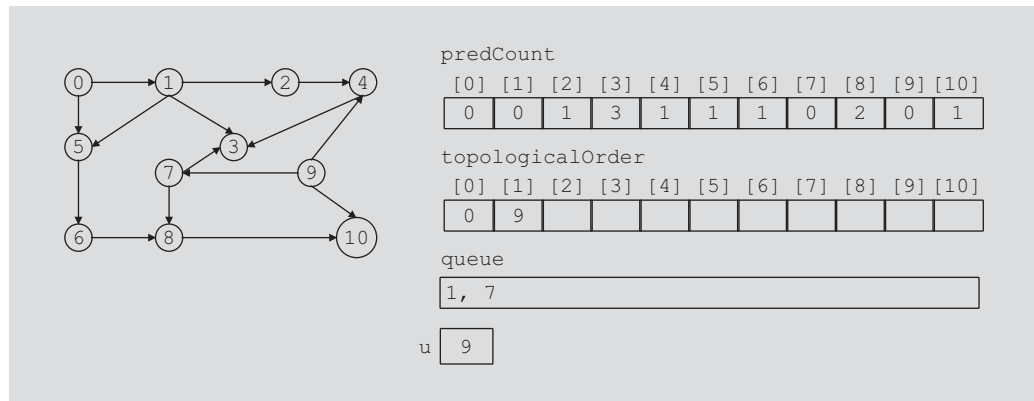 0 1 2 4
5 3
7 9
6 8 10
predCount
[0] [1] [2] [3] [4] [5] [6] [7] [8] [9] [10]
0 0 1 3 1 1 1 0 2 0 1
topologicalOrder
[0] [1] [2] [3] [4] [5] [6] [7] [8] [9] [10]
0 9
queue
1, 7
u 9